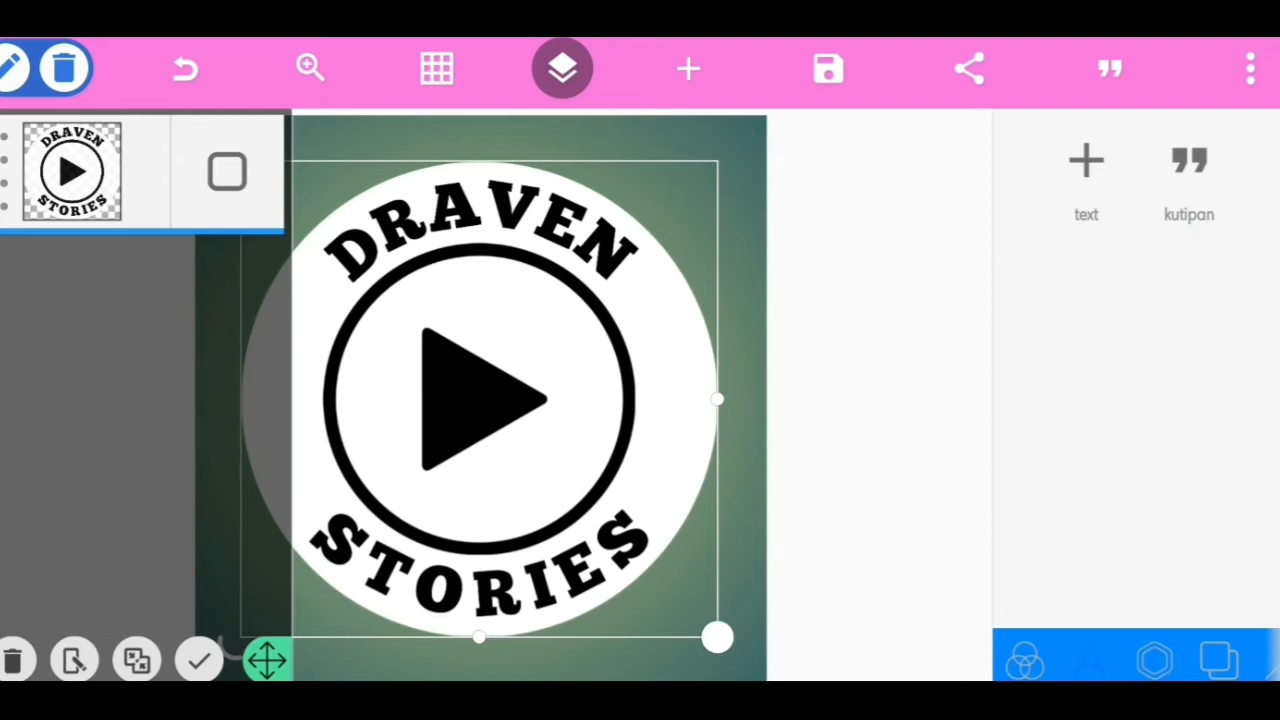 DRAVEN
STORIES
DRAVEN
STORIES
text
kutipan